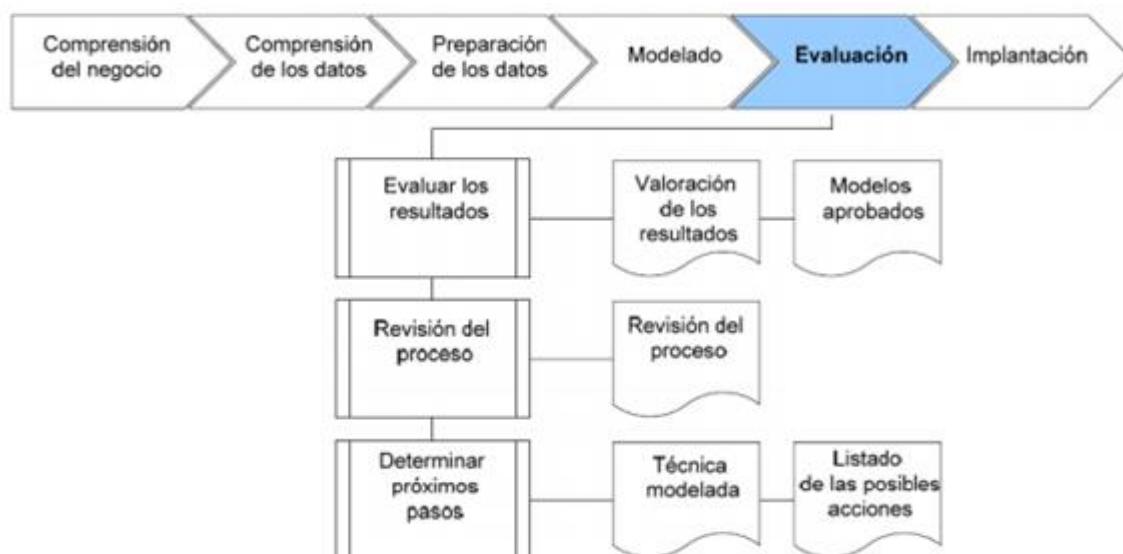 Comprensión
del negocio
Comprensión
de los datos
Preparación
de los datos
Modelado
Evaluación
Implantación
Evaluar los
resultados
Valoración
de los
resultados
Modelos
aprobados
Revisión del
proceso
Revisión del
proceso
Determinar
próximos
pasos
Técnica
modelada
Listado
de las posibles
acciones